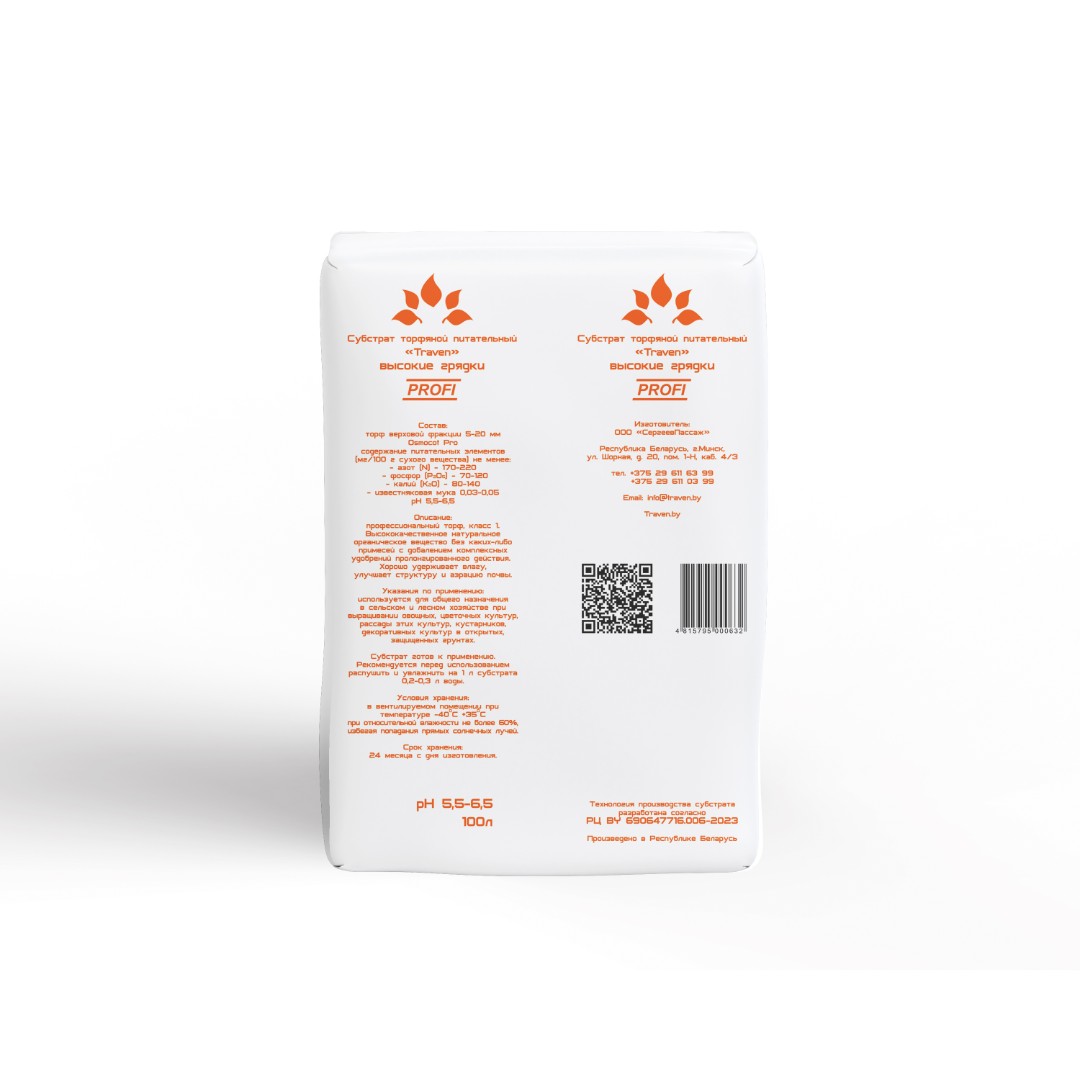 Субстрат торфяной питательный
«Traven»
высокие грядки
PROFI
Состав:
торф верховой фракции 5-20 мм
Osmocot Pro
содержание питательных элементов
(мг/100 г сухого вещества) не менее:
- азот (N) - 170-220
- фосфор (P₂O₅) - 70-120
- калий (K₂O) - 80-140
- известняковая мука 0,03-0,05
pH 5,5-6,5
Описание:
профессиональный торф, класс 1.
Высококачественное натуральное
органическое вещество без каких-либо
примесей с добавлением комплексных
удобрений пролонгированного действия.
Хорошо удерживает влагу,
улучшает структуру и аэрацию почвы.
Указания по применению:
используется для общего назначения
в сельском и лесном хозяйстве при
выращивании овощных, цветочных культур,
рассады этих культур, кустарников,
декоративных культур в открытых,
защищенных грунтах.
Субстрат готов к применению.
Рекомендуется перед использованием
распушить и увлажнить на 1 л субстрата
0,2-0,3 л воды.
Условия хранения:
в вентилируемом помещении при
температуре -40°C +35°C
при относительной влажности не более 60%,
избегая попадания прямых солнечных лучей.
Срок хранения:
24 месяца с дня изготовления.
pH 5,5-6,5
100л
Субстрат торфяной питательный
«Traven»
высокие грядки
PROFI
Изготовитель:
ООО «СергеевПассаж»
Республика Беларусь, г.Минск,
ул. Шорная, д. 20, пом. 1-Н, каб. 4/3
тел. +375 29 611 63 99
+375 29 611 03 99
Email: info@traven.by
Traven.by
4 815795 000632
Технология производства субстрата
разработана согласно
РЦ BY 690647716.006-2023
Произведено в Республике Беларусь